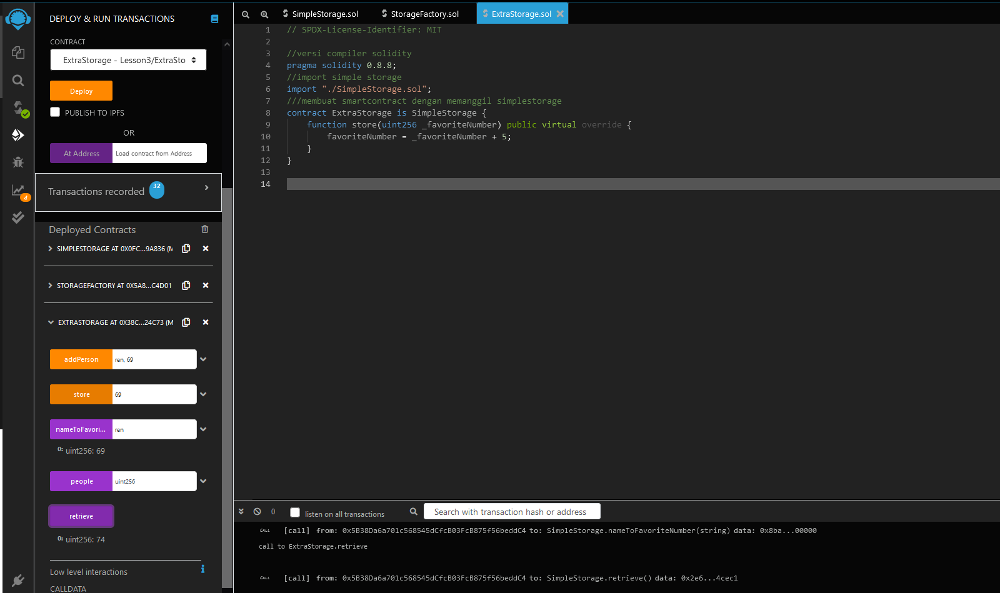 DEPLOY & RUN TRANSACTIONS
CONTRACT
ExtraStorage - Lesson3/ExtraSto
Deploy
PUBLISH TO IPFS
OR
At Address
Load contract from Address
Transactions recorded 32
4
Deployed Contracts
SIMPLESTORAGE AT 0X0FC...9A836 (M
STORAGEFACTORY AT 0X5A8...C4D01
EXTRASTORAGE AT 0X38C...24C73 (M
addPerson
ren, 69
store
69
nameToFavori...
ren
0: uint256: 69
people
uint256
retrieve
0: uint256: 74
Low level interactions
i
CALLDATA
SimpleStorage.sol
StorageFactory.sol
ExtraStorage.sol
1 // SPDX-License-Identifier: MIT
2
3 //versi compiler solidity
4 pragma solidity 0.8.8;
5 //import simple storage
6 import "./SimpleStorage.sol";
7 ///membuat smartcontract dengan memanggil simplestorage
8 contract ExtraStorage is SimpleStorage {
9 function store(uint256 _favoriteNumber) public virtual override {
10 favoriteNumber = _favoriteNumber + 5;
11 }
12 }
13
14
0
listen on all transactions
Search with transaction hash or address
CALL [call] from: 0x5B38Da6a701c568545dCfcB03FcB875f56beddC4 to: SimpleStorage.nameToFavoriteNumber(string) data: 0x8ba...00000
call to ExtraStorage.retrieve
CALL [call] from: 0x5B38Da6a701c568545dCfcB03FcB875f56beddC4 to: SimpleStorage.retrieve() data: 0x2e6...4cec1